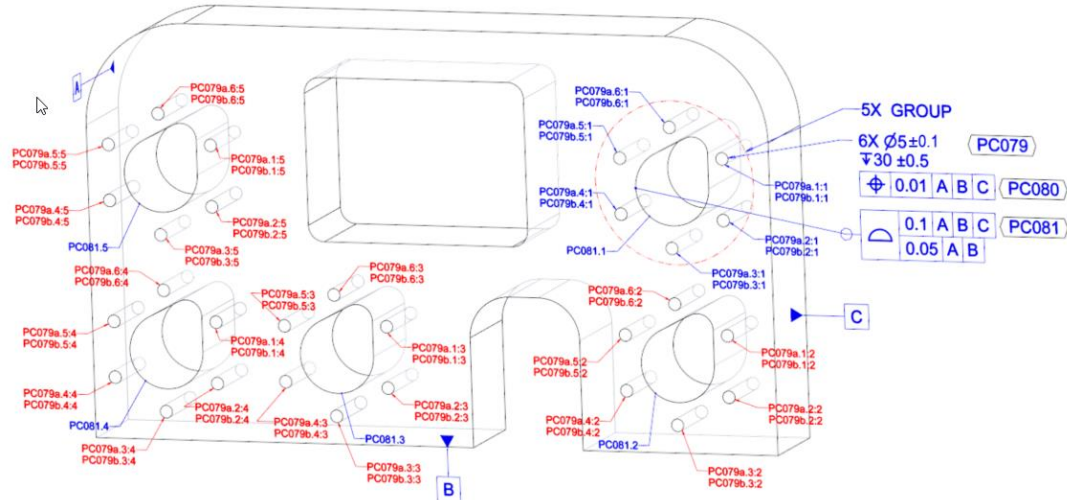 A
PC079a.6:5
PC079b.6:5
PC079a.5:5
PC079b.5:5
PC079a.1:5
PC079b.1:5
PC079a.4:5
PC079b.4:5
PC079a.2:5
PC079b.2:5
PC081.5
PC079a.3:5
PC079b.3:5
PC079a.6:1
PC079b.6:1
PC079a.5:1
PC079b.5:1
PC079a.4:1
PC079b.4:1
PC079a.1:1
PC079b.1:1
PC081.1
PC079a.2:1
PC079b.2:1
PC079a.3:1
PC079b.3:1
5X GROUP
6X Ø5±0.1
PC079
↧30 ±0.5
⌖ 0.01 A B C
PC080
⌓ 0.1 A B C
PC081
0.05 A B
PC079a.6:4
PC079b.6:4
PC079a.5:4
PC079b.5:4
PC079a.1:4
PC079b.1:4
PC079a.4:4
PC079b.4:4
PC079a.2:4
PC079b.2:4
PC081.4
PC079a.3:4
PC079b.3:4
PC079a.6:3
PC079b.6:3
PC079a.5:3
PC079b.5:3
PC079a.1:3
PC079b.1:3
PC079a.2:3
PC079b.2:3
PC079a.4:3
PC079b.4:3
PC081.3
PC079a.3:3
PC079b.3:3
B
PC079a.6:2
PC079b.6:2
PC079a.5:2
PC079b.5:2
PC079a.1:2
PC079b.1:2
PC079a.4:2
PC079b.4:2
PC079a.2:2
PC079b.2:2
PC081.2
PC079a.3:2
PC079b.3:2
C